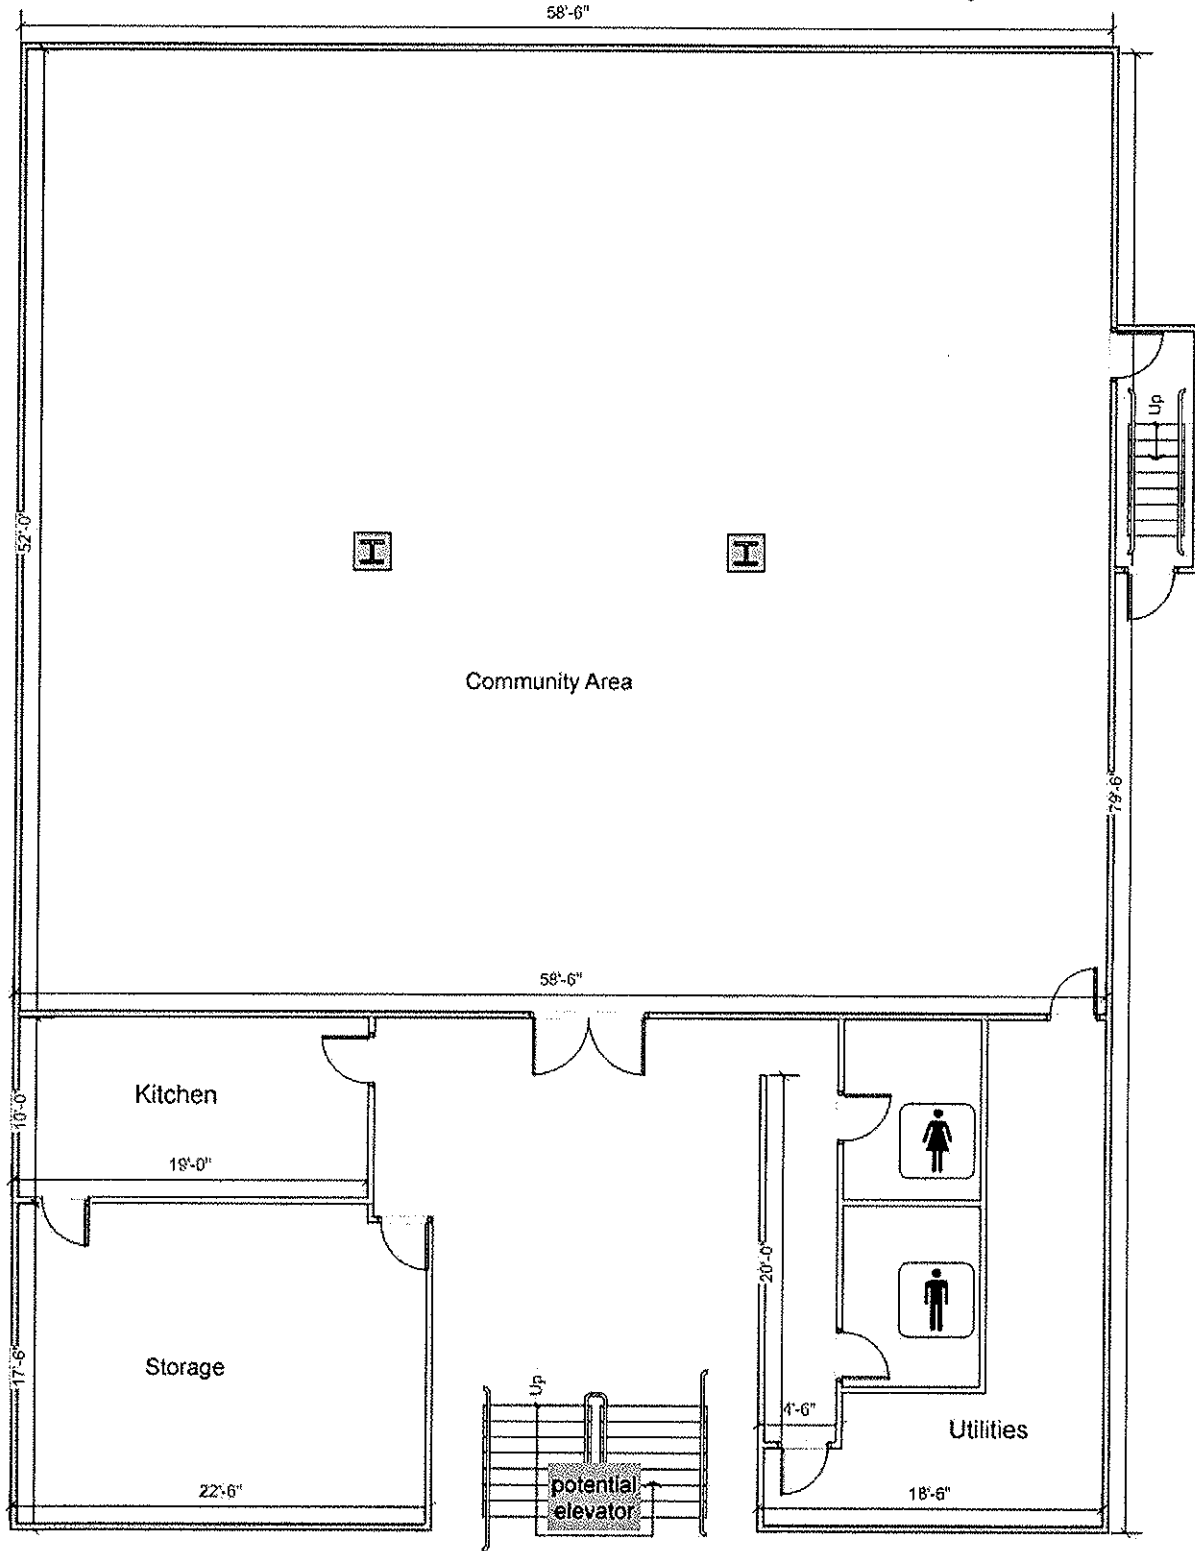 58'-6"
Up
52'-0"
Community Area
79'-6"
58'-6"
Kitchen
10'-0"
19'-0"
20'-0"
Storage
17'-6"
Up
4'-6"
Utilities
potential
elevator
22'-6"
18'-6"